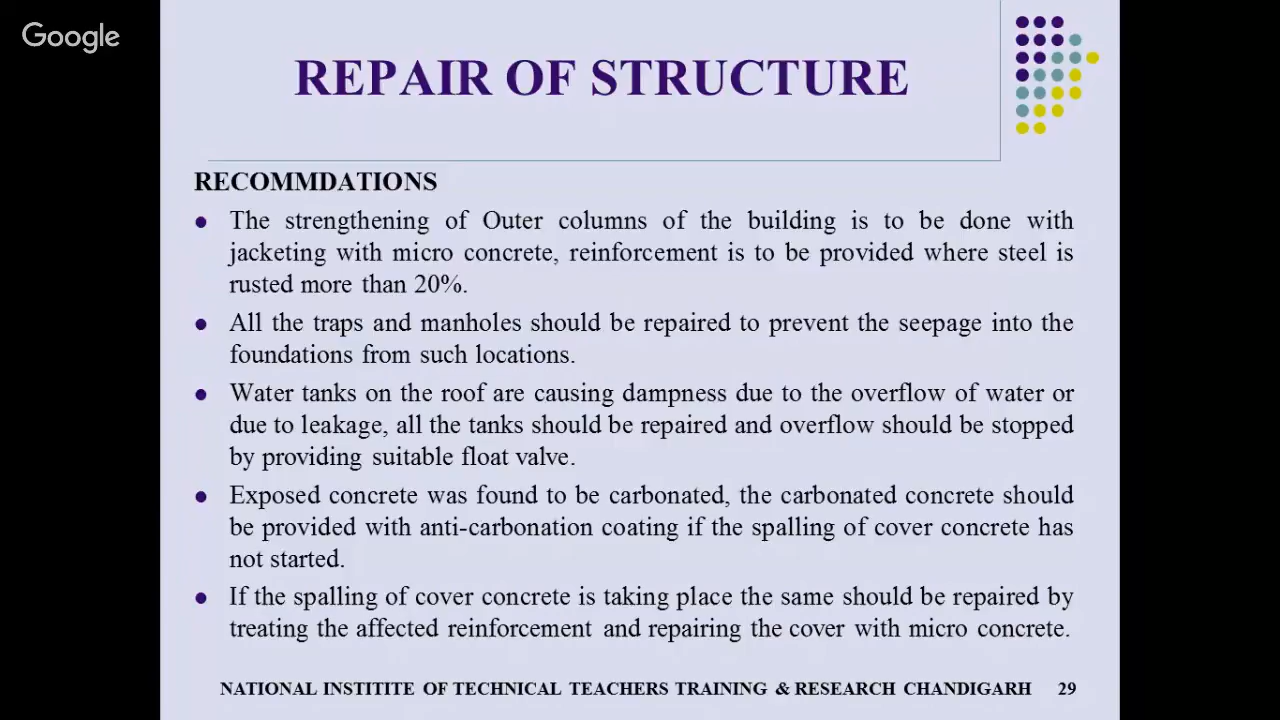 Google
REPAIR OF STRUCTURE
RECOMMDATIONS
The strengthening of Outer columns of the building is to be done with
jacketing with micro concrete, reinforcement is to be provided where steel is
rusted more than 20%.
All the traps and manholes should be repaired to prevent the seepage into the
foundations from such locations.
Water tanks on the roof are causing dampness due to the overflow of water or
due to leakage, all the tanks should be repaired and overflow should be stopped
by providing suitable float valve.
Exposed concrete was found to be carbonated, the carbonated concrete should
be provided with anti-carbonation coating if the spalling of cover concrete has
not started.
If the spalling of cover concrete is taking place the same should be repaired by
treating the affected reinforcement and repairing the cover with micro concrete.
NATIONAL INSTITITE OF TECHNICAL TEACHERS TRAINING & RESEARCH CHANDIGARH 29